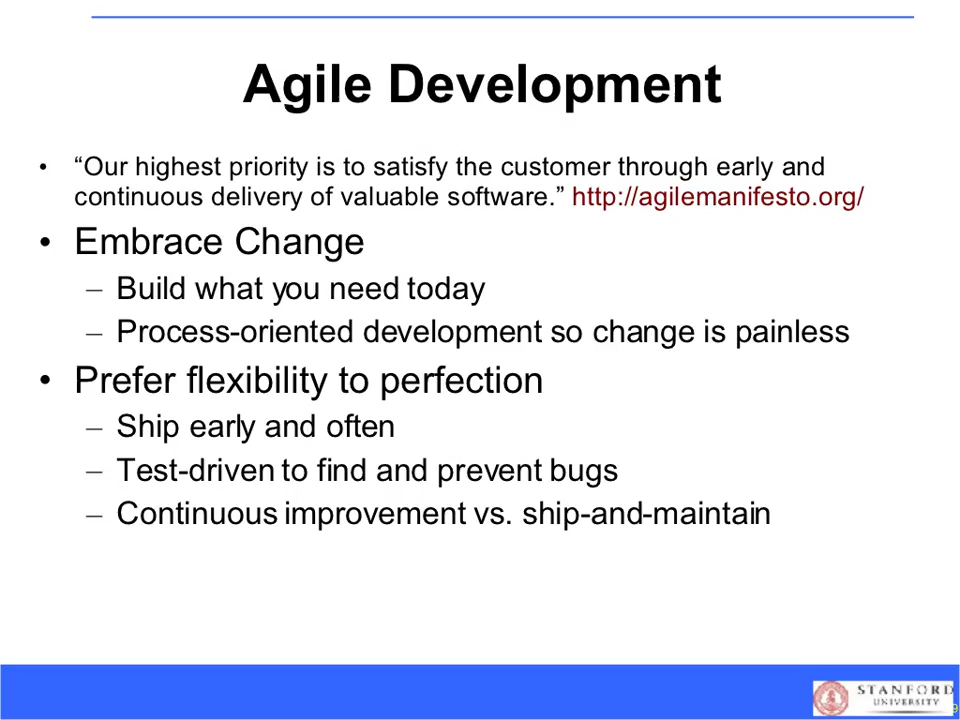 Agile Development
• “Our highest priority is to satisfy the customer through early and
continuous delivery of valuable software.” http://agilemanifesto.org/
• Embrace Change
– Build what you need today
– Process-oriented development so change is painless
• Prefer flexibility to perfection
– Ship early and often
– Test-driven to find and prevent bugs
– Continuous improvement vs. ship-and-maintain
STANFORD
UNIVERSITY
9